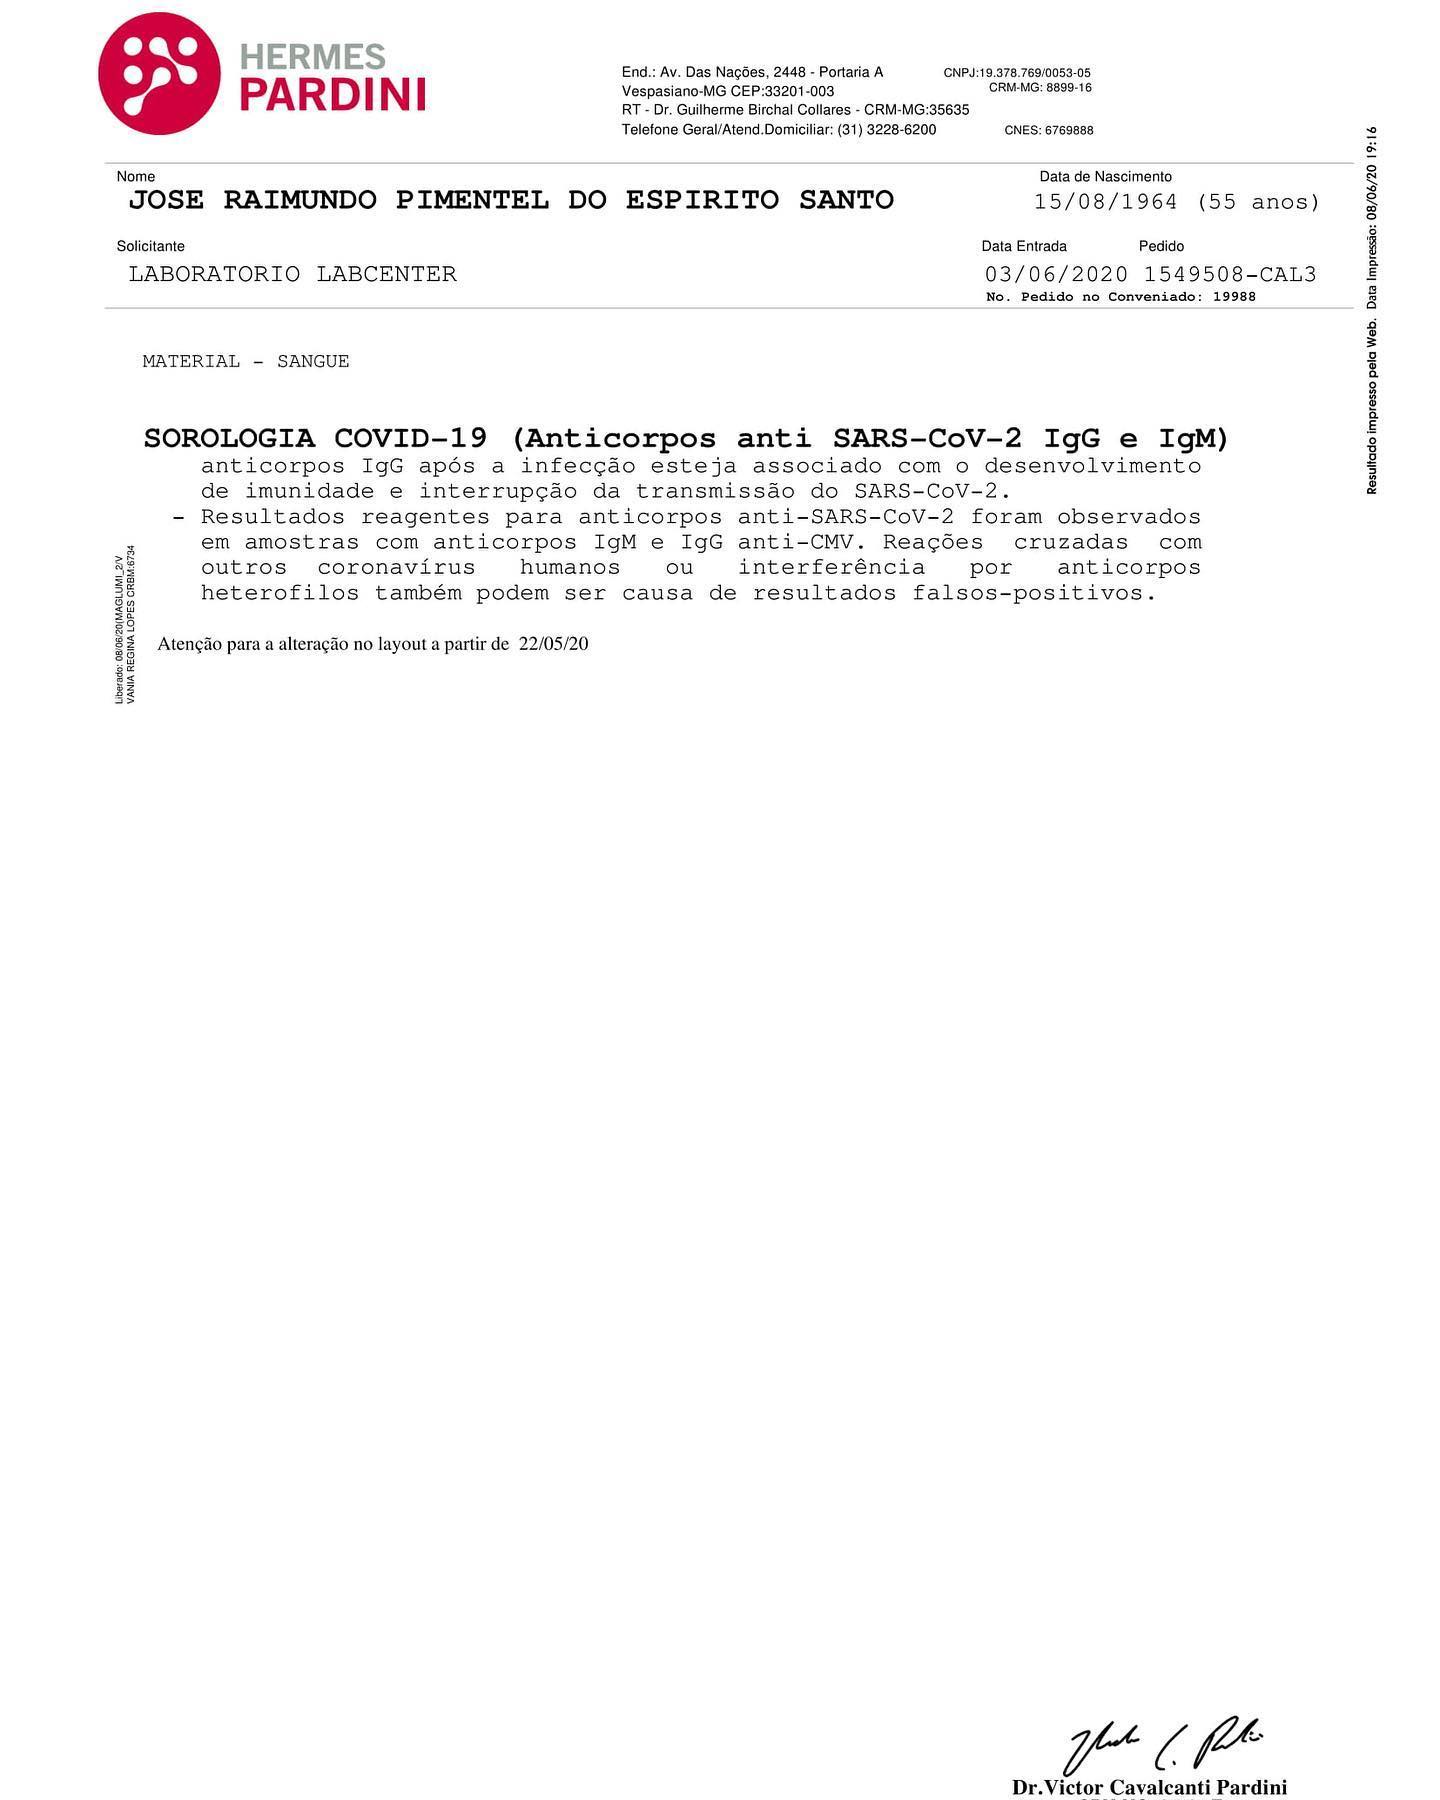 HERMES
PARDINI
End.: Av. Das Nações, 2448 - Portaria A
CNPJ:19.378.769/0053-05
Vespasiano-MG CEP:33201-003
CRM-MG: 8899-16
RT - Dr. Guilherme Birchal Collares - CRM-MG:35635
Telefone Geral/Atend.Domiciliar: (31) 3228-6200
CNES: 6769888
Nome
Data de Nascimento
JOSE RAIMUNDO PIMENTEL DO ESPIRITO SANTO
15/08/1964 (55 anos)
Solicitante
Data Entrada
Pedido
LABORATORIO LABCENTER
03/06/2020 1549508-CAL3
No. Pedido no Conveniado: 19988
Resultado impresso pela Web. Data Impressão: 08/06/20 19:16
MATERIAL - SANGUE
SOROLOGIA COVID-19 (Anticorpos anti SARS-CoV-2 IgG e IgM)
anticorpos IgG após a infecção esteja associado com o desenvolvimento
de imunidade e interrupção da transmissão do SARS-CoV-2.
- Resultados reagentes para anticorpos anti-SARS-CoV-2 foram observados
em amostras com anticorpos IgM e IgG anti-CMV. Reações cruzadas com
outros coronavírus humanos ou interferência por anticorpos
heterofilos também podem ser causa de resultados falsos-positivos.
Atenção para a alteração no layout a partir de 22/05/20
Liberado: 08/06/20(MAGLUMI_2/V
VANIA REGINA LOPES CRBM:6734
Dr.Victor Cavalcanti Pardini